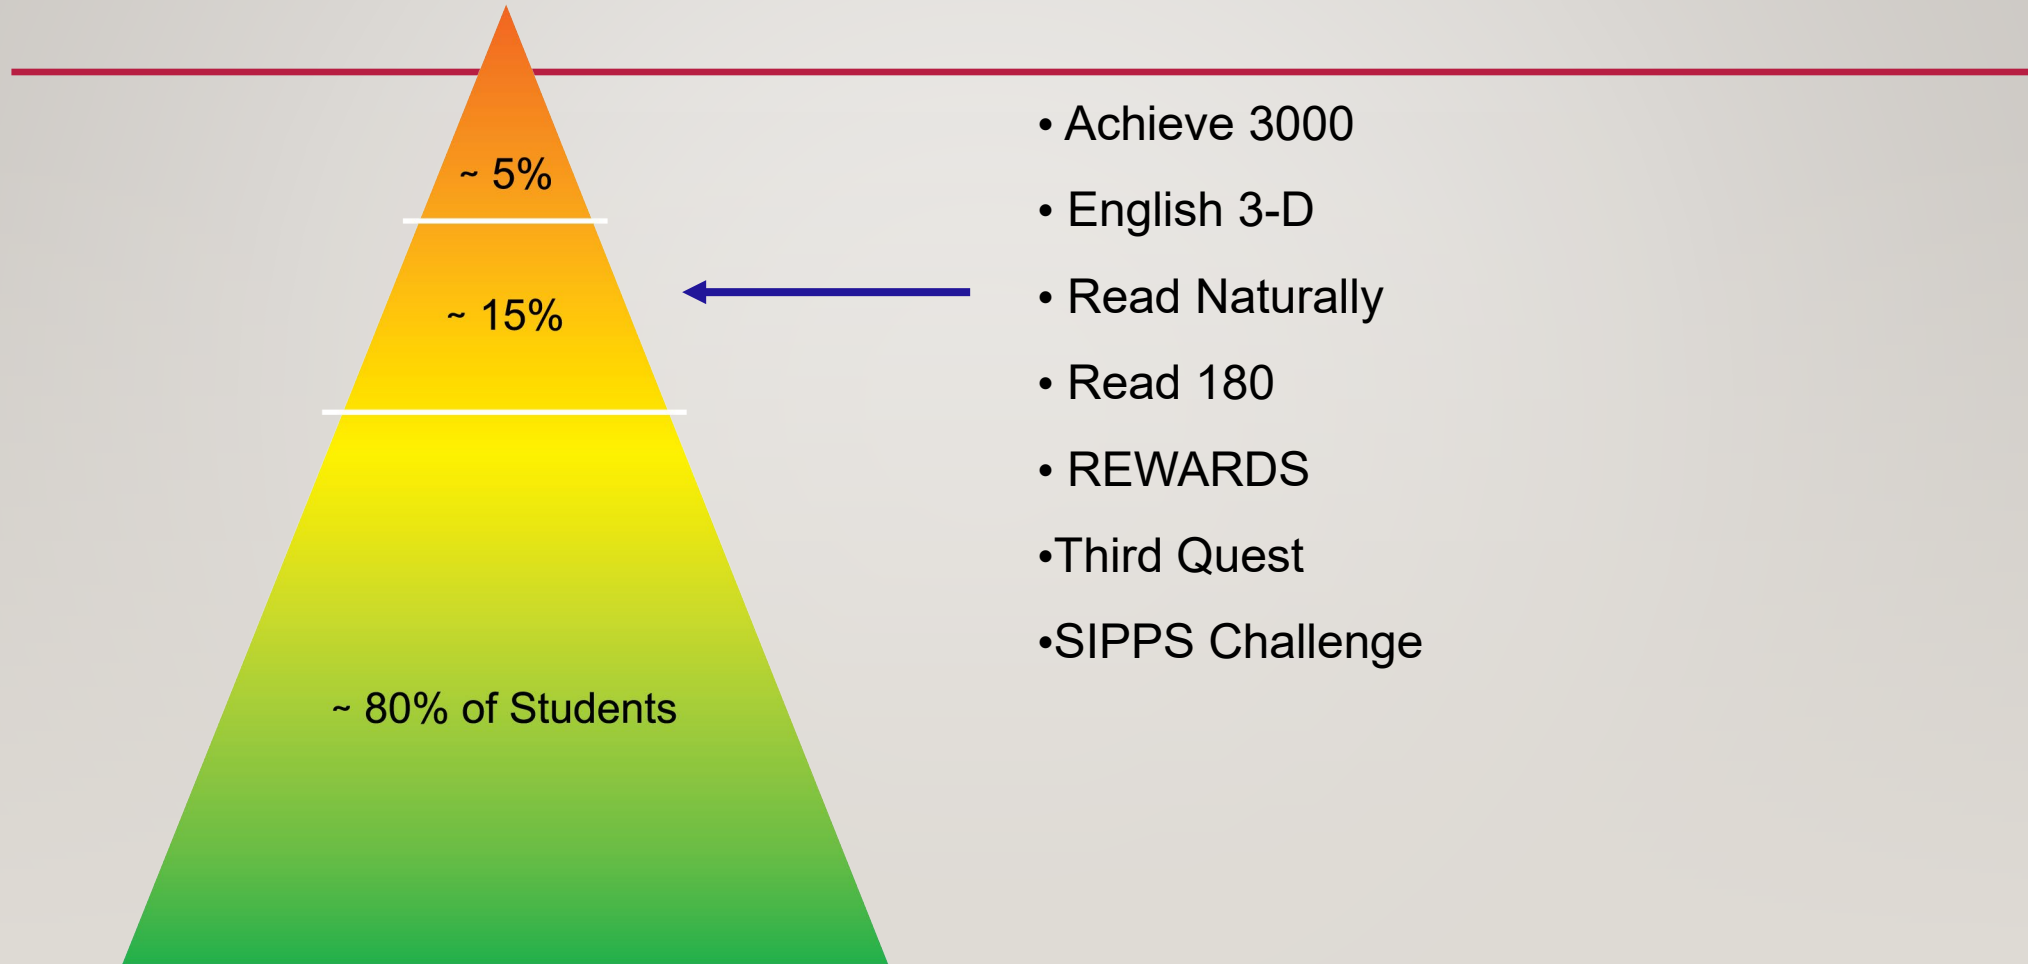 ~ 5%
~ 15%
~ 80% of Students
• Achieve 3000
• English 3-D
• Read Naturally
• Read 180
• REWARDS
•Third Quest
•SIPPS Challenge